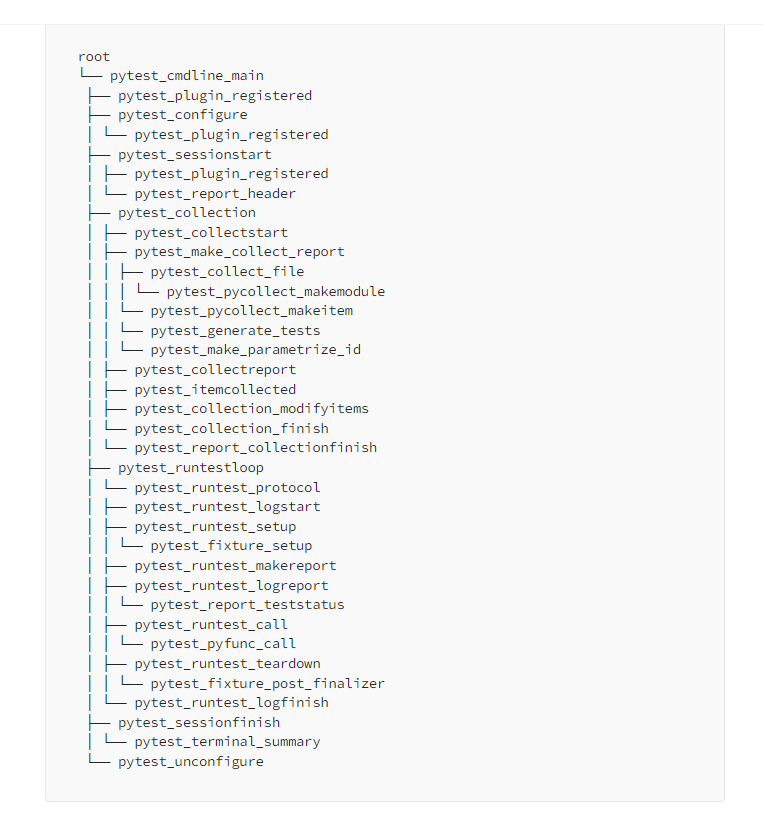 root
└── pytest_cmdline_main
 ├── pytest_plugin_registered
 ├── pytest_configure
 │ └── pytest_plugin_registered
 ├── pytest_sessionstart
 │ ├── pytest_plugin_registered
 │ └── pytest_report_header
 ├── pytest_collection
 │ ├── pytest_collectstart
 │ ├── pytest_make_collect_report
 │ │ ├── pytest_collect_file
 │ │ │ └── pytest_pycollect_makemodule
 │ │ └── pytest_pycollect_makeitem
 │ │ └── pytest_generate_tests
 │ │ └── pytest_make_parametrize_id
 │ ├── pytest_collectreport
 │ ├── pytest_itemcollected
 │ ├── pytest_collection_modifyitems
 │ └── pytest_collection_finish
 │ └── pytest_report_collectionfinish
 ├── pytest_runtestloop
 │ └── pytest_runtest_protocol
 │ ├── pytest_runtest_logstart
 │ ├── pytest_runtest_setup
 │ │ └── pytest_fixture_setup
 │ ├── pytest_runtest_makereport
 │ ├── pytest_runtest_logreport
 │ │ └── pytest_report_teststatus
 │ ├── pytest_runtest_call
 │ │ └── pytest_pyfunc_call
 │ ├── pytest_runtest_teardown
 │ │ └── pytest_fixture_post_finalizer
 │ └── pytest_runtest_logfinish
 ├── pytest_sessionfinish
 │ └── pytest_terminal_summary
 └── pytest_unconfigure